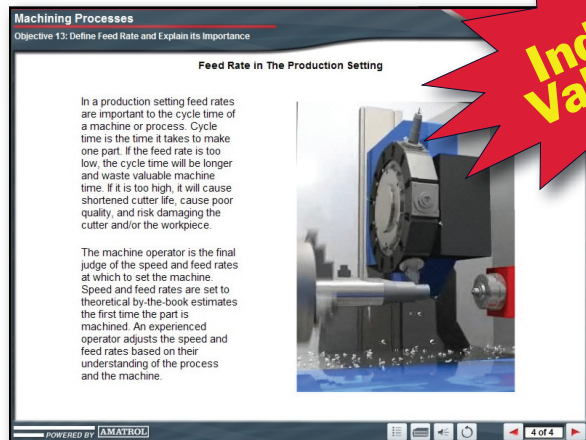 Machining Processes
Objective 13: Define Feed Rate and Explain its Importance
Feed Rate in The Production Setting
In a production setting feed rates
are important to the cycle time of
a machine or process. Cycle
time is the time it takes to make
one part. If the feed rate is too
low, the cycle time will be longer
and waste valuable machine
time. If it is too high, it will cause
shortened cutter life, cause poor
quality, and risk damaging the
cutter and/or the workpiece.
The machine operator is the final
judge of the speed and feed rates
at which to set the machine.
Speed and feed rates are set to
theoretical by-the-book estimates
the first time the part is
machined. An experienced
operator adjusts the speed and
feed rates based on their
understanding of the process
and the machine.
POWERED BY AMATROL
4 of 4